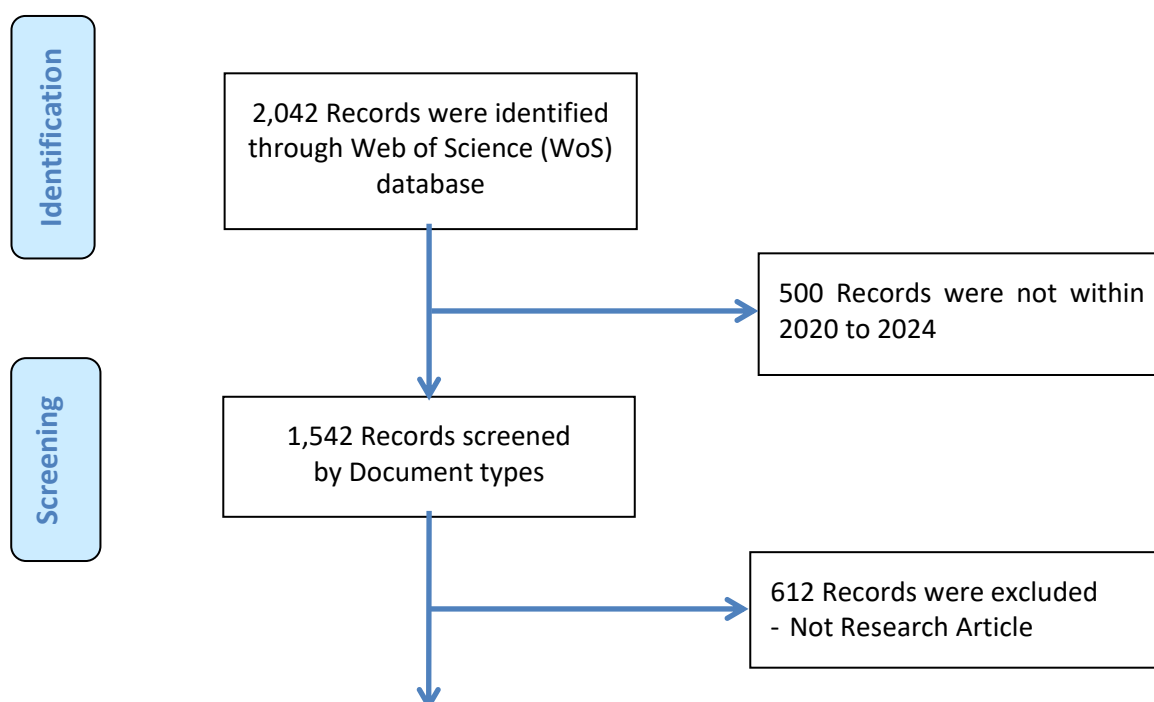 Identification
2,042 Records were identified
through Web of Science (WoS)
database
500 Records were not within
2020 to 2024
Screening
1,542 Records screened
by Document types
612 Records were excluded
- Not Research Article